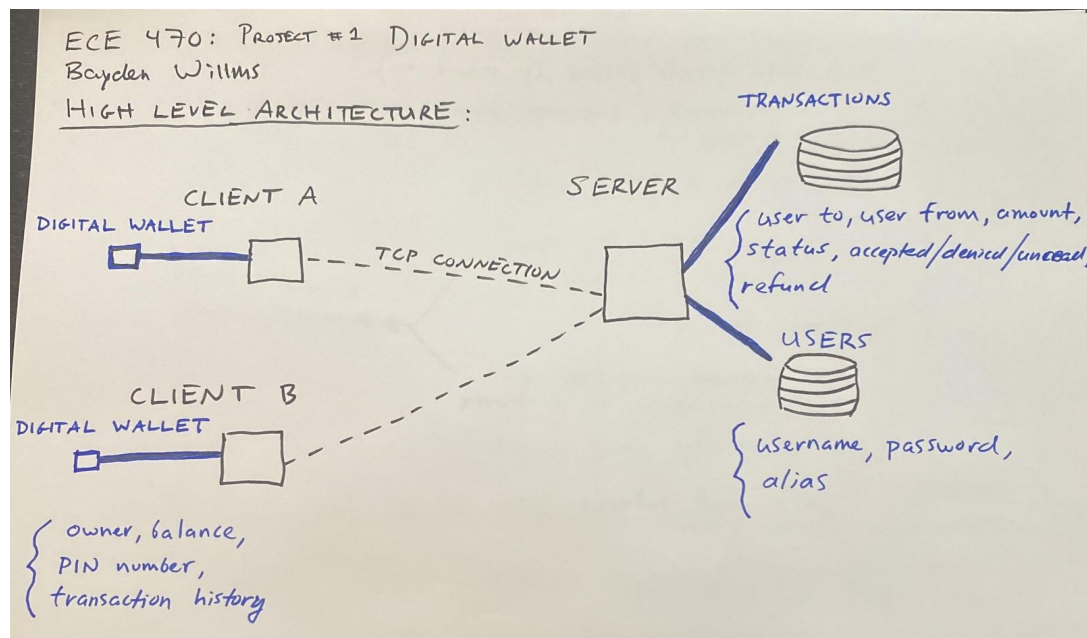 ECE 470: PROJECT #1 DIGITAL WALLET
Bayden Willms
HIGH LEVEL ARCHITECTURE:
TRANSACTIONS
CLIENT A
SERVER
DIGITAL WALLET
TCP CONNECTION
user to, user from, amount,
status, accepted/denied/unread,
refund
USERS
CLIENT B
DIGITAL WALLET
username, password,
alias
owner, balance,
PIN number,
transaction history